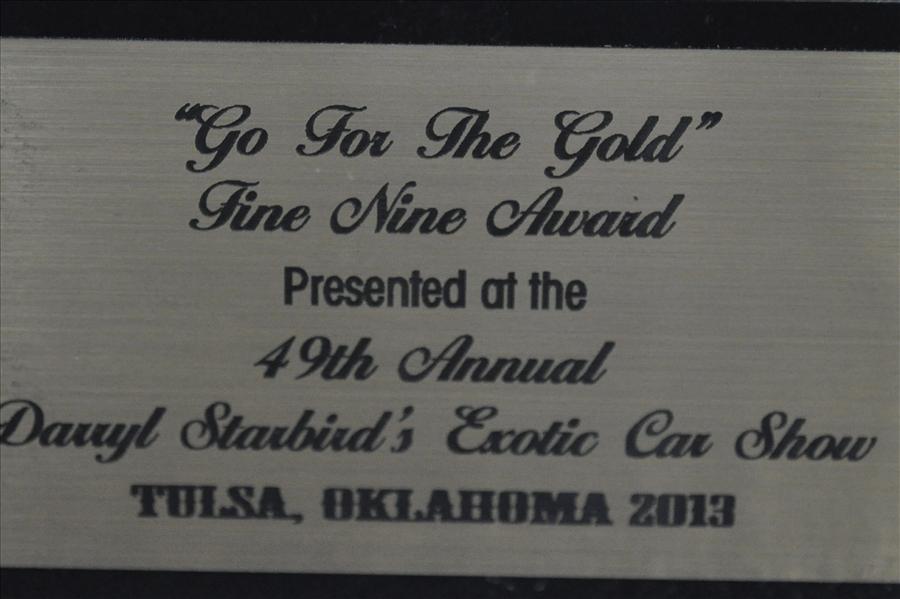 “Go For The Gold”
Fine Nine Award
Presented at the
49th Annual
Darryl Starbird's Exotic Car Show
TULSA, OKLAHOMA 2013